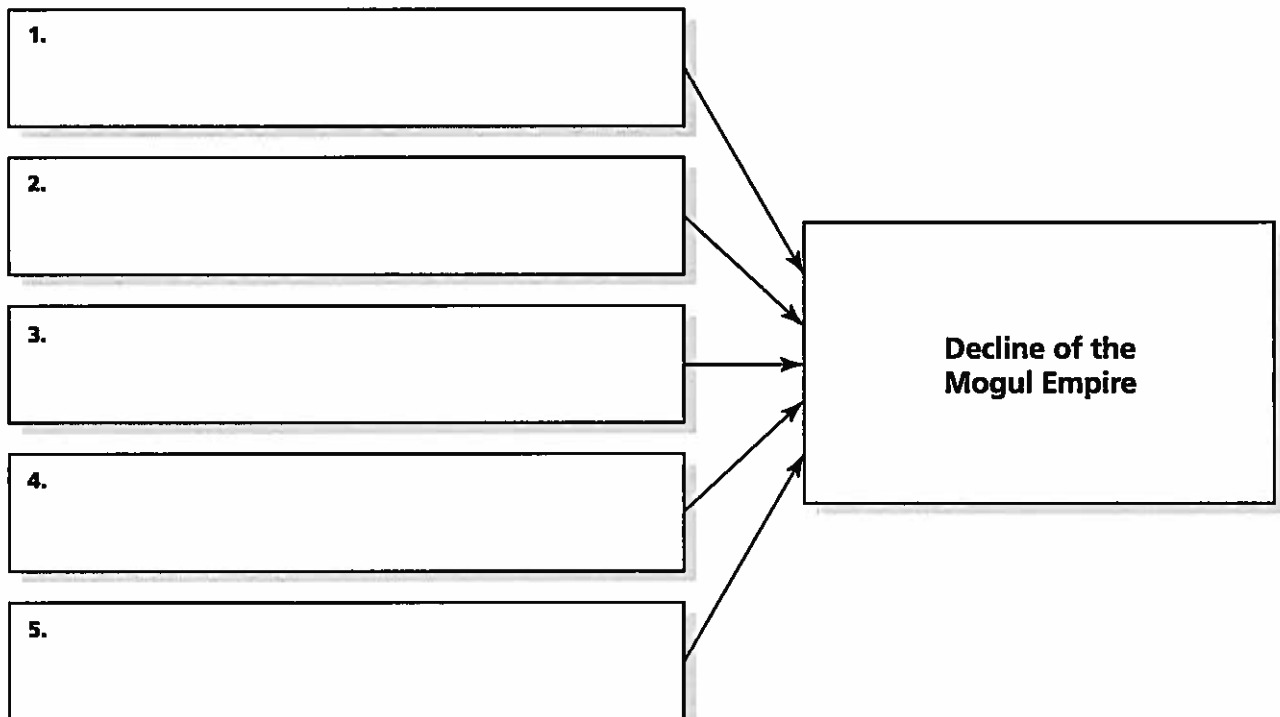 1.
2.
3.
4.
5.
Decline of the
Mogul Empire